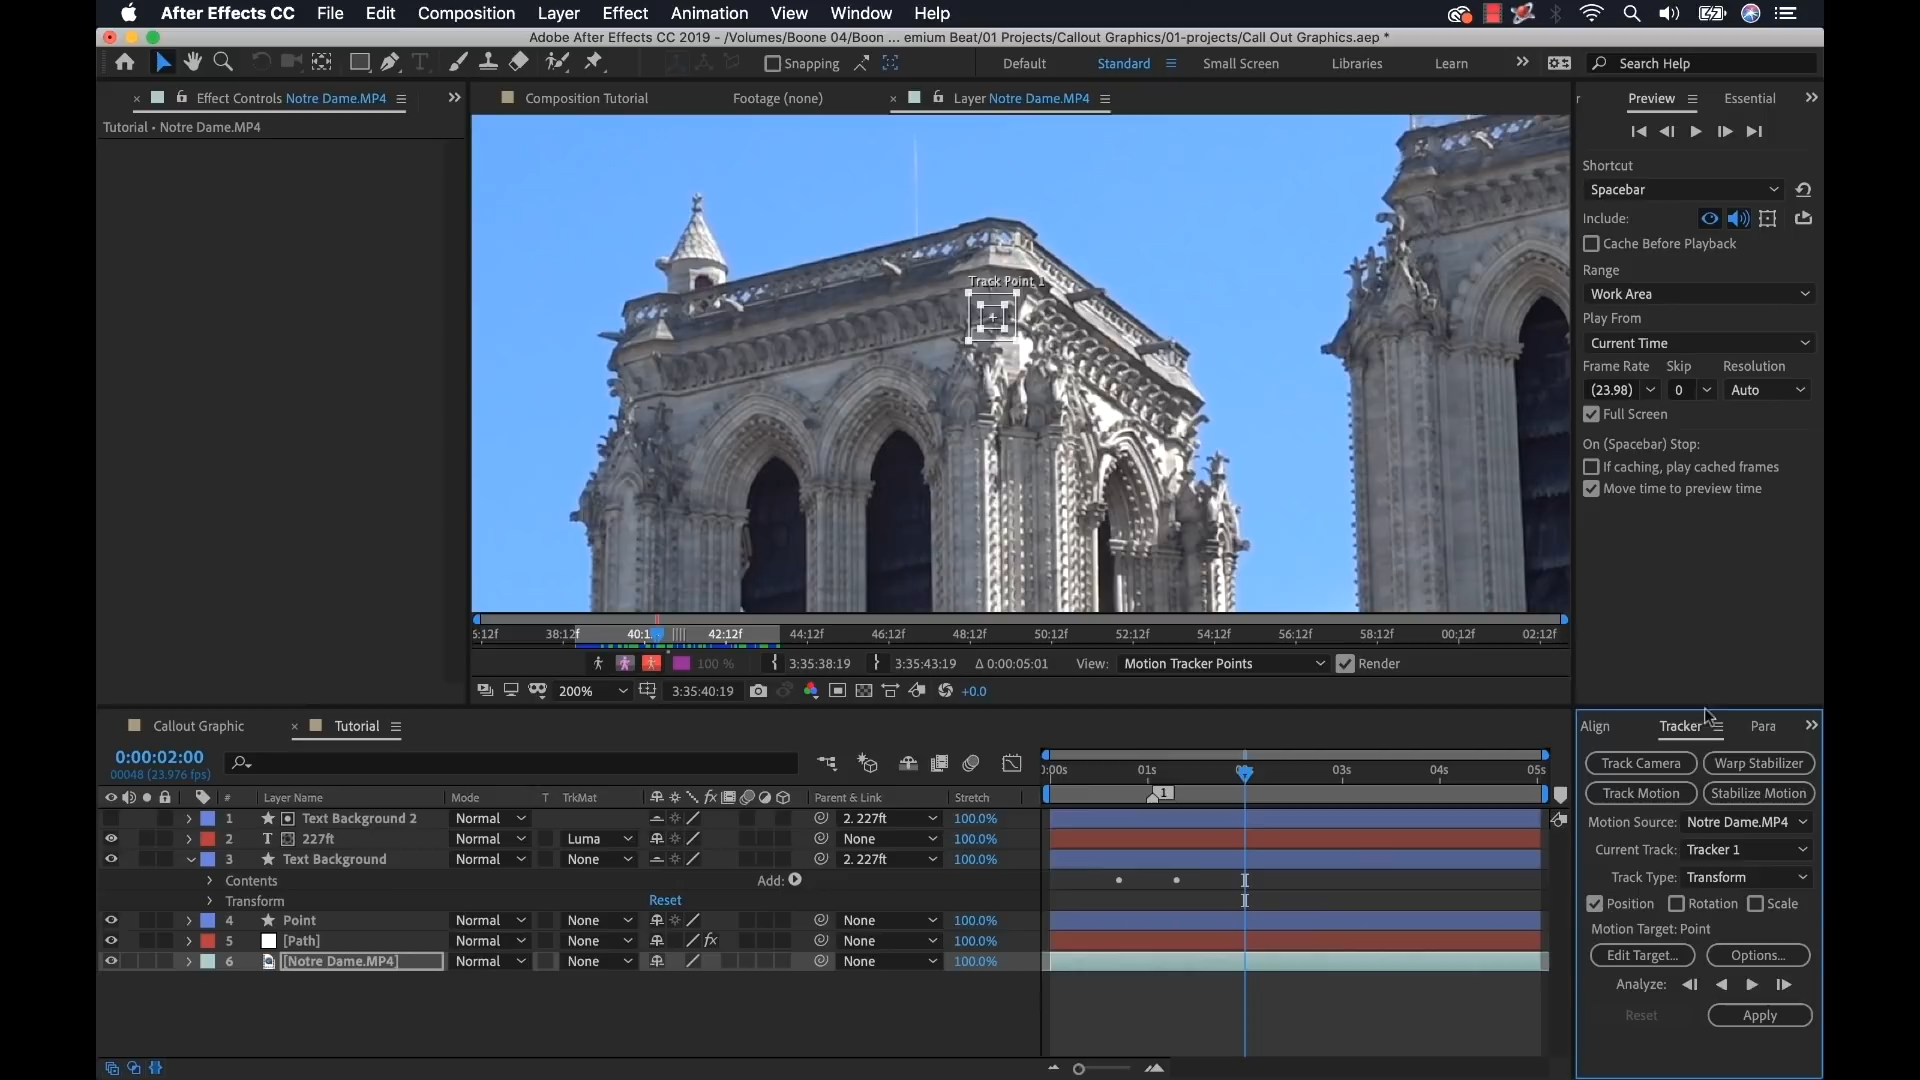 After Effects CC File Edit Composition Layer Effect Animation View Window Help
Adobe After Effects CC 2019 - /Volumes/Boone 04/Boon ... emium Beat/01 Projects/Callout Graphics/01-projects/Call Out Graphics.aep *
Snapping Default Standard Small Screen Libraries Learn Search Help
Effect Controls Notre Dame.MP4 Composition Tutorial Footage (none) Layer Notre Dame.MP4 Preview Essential
Tutorial • Notre Dame.MP4
Shortcut
Spacebar
Include:
Cache Before Playback
Range
Work Area
Play From
Current Time
Frame Rate Skip Resolution
(23.98) 0 Auto
Full Screen
On (Spacebar) Stop:
If caching, play cached frames
Move time to preview time
Track Point 1
38:12f 42:12f 44:12f 46:12f 48:12f 50:12f 52:12f 54:12f 56:12f 58:12f 00:12f 02:12f
100 % 3:35:38:19 3:35:43:19 Δ 0:00:05:01 View: Motion Tracker Points Render
200% 3:35:40:19 +0.0
Callout Graphic Tutorial
0:00:02:00
00048 (23.976 fps)
01s 03s 04s 05s
1
# Layer Name Mode T TrkMat fx Parent & Link Stretch
1 Text Background 2 Normal 2. 227ft 100.0%
2 T 227ft Normal Luma None 100.0%
3 Text Background Normal None 2. 227ft 100.0%
Contents Add:
Transform Reset
4 Point Normal None None 100.0%
5 [Path] Normal None fx None 100.0%
6 [Notre Dame.MP4] Normal None None 100.0%
Align Tracker Para
Track Camera Warp Stabilizer
Track Motion Stabilize Motion
Motion Source: Notre Dame.MP4
Current Track: Tracker 1
Track Type: Transform
Position Rotation Scale
Motion Target: Point
Edit Target... Options...
Analyze:
Reset Apply